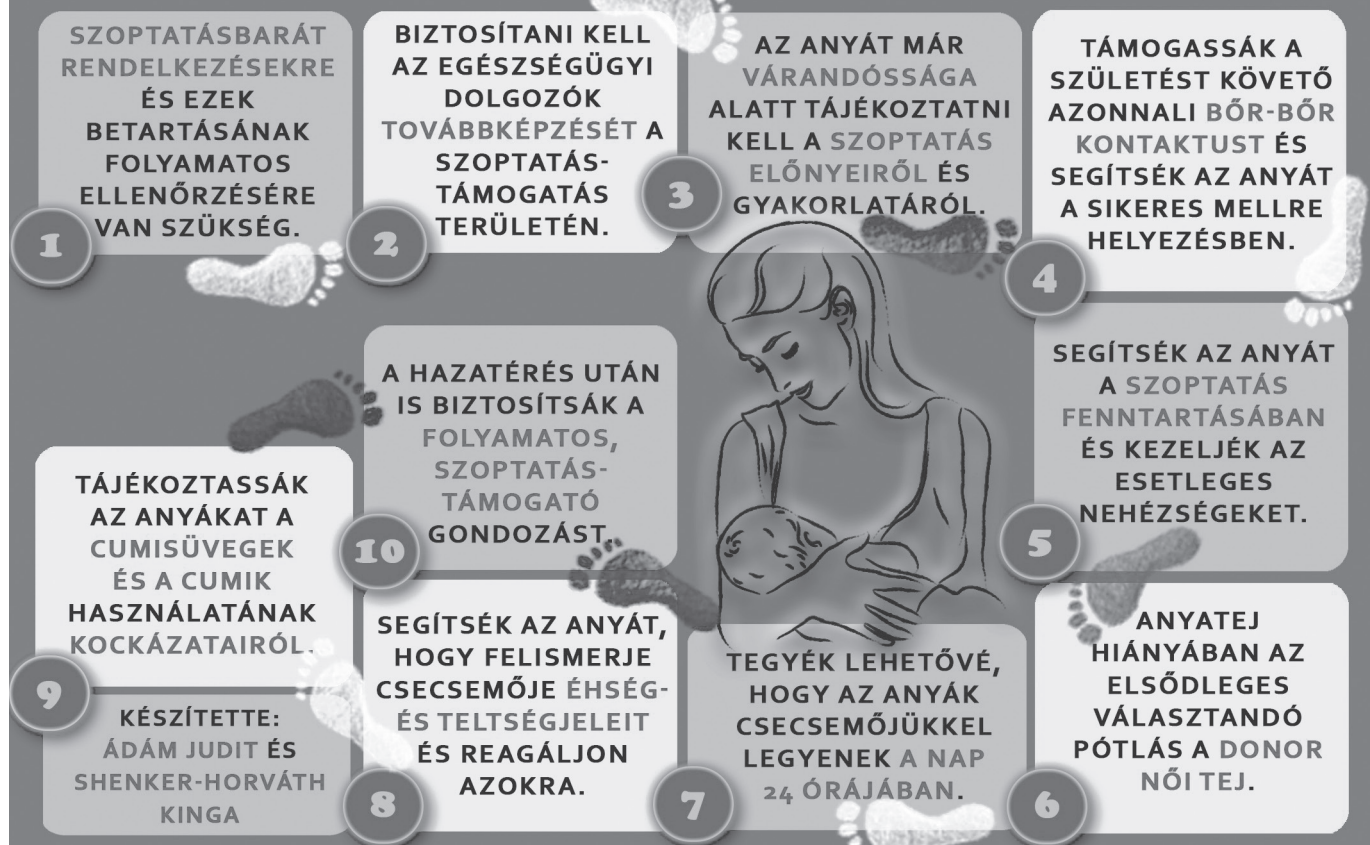 SZOPTATÁSBARÁT
RENDELKEZÉSEKRE
ÉS EZEK
BETARTÁSÁNAK
FOLYAMATOS
ELLENŐRZÉSÉRE
VAN SZÜKSÉG.
1
BIZTOSÍTANI KELL
AZ EGÉSZSÉGÜGYI
DOLGOZÓK
TOVÁBBKÉPZÉSÉT A
SZOPTATÁS-
TÁMOGATÁS
TERÜLETÉN.
2
AZ ANYÁT MÁR
VÁRANDÓSSÁGA
ALATT TÁJÉKOZTATNI
KELL A SZOPTATÁS
ELŐNYEIRŐL ÉS
GYAKORLATÁRÓL.
3
TÁMOGASSÁK A
SZÜLETÉST KÖVETŐ
AZONNALI BŐR-BŐR
KONTAKTUST ÉS
SEGÍTSÉK AZ ANYÁT
A SIKERES MELLRE
HELYEZÉSBEN.
4
SEGÍTSÉK AZ ANYÁT
A SZOPTATÁS
FENNTARTÁSÁBAN
ÉS KEZELJÉK AZ
ESETLEGES
NEHÉZSÉGEKET.
5
ANYATEJ
HIÁNYÁBAN AZ
ELSŐDLEGES
VÁLASZTANDÓ
PÓTLÁS A DONOR
NŐI TEJ.
6
TEGYÉK LEHETŐVÉ,
HOGY AZ ANYÁK
CSECSEMŐJÜKKEL
LEGYENEK A NAP
24 ÓRÁJÁBAN.
7
SEGÍTSÉK AZ ANYÁT,
HOGY FELISMERJE
CSECSEMŐJE ÉHSÉG-
ÉS TELTSÉGJELEIT
ÉS REAGÁLJON
AZOKRA.
8
TÁJÉKOZTASSÁK
AZ ANYÁKAT A
CUMISÜVEGEK
ÉS A CUMIK
HASZNÁLATÁNAK
KOCKÁZATAIRÓL.
9
A HAZATÉRÉS UTÁN
IS BIZTOSÍTSÁK A
FOLYAMATOS,
SZOPTATÁS-
TÁMOGATÓ
GONDOZÁST.
10
KÉSZÍTETTE:
ÁDÁM JUDIT ÉS
SHENKER-HORVÁTH
KINGA